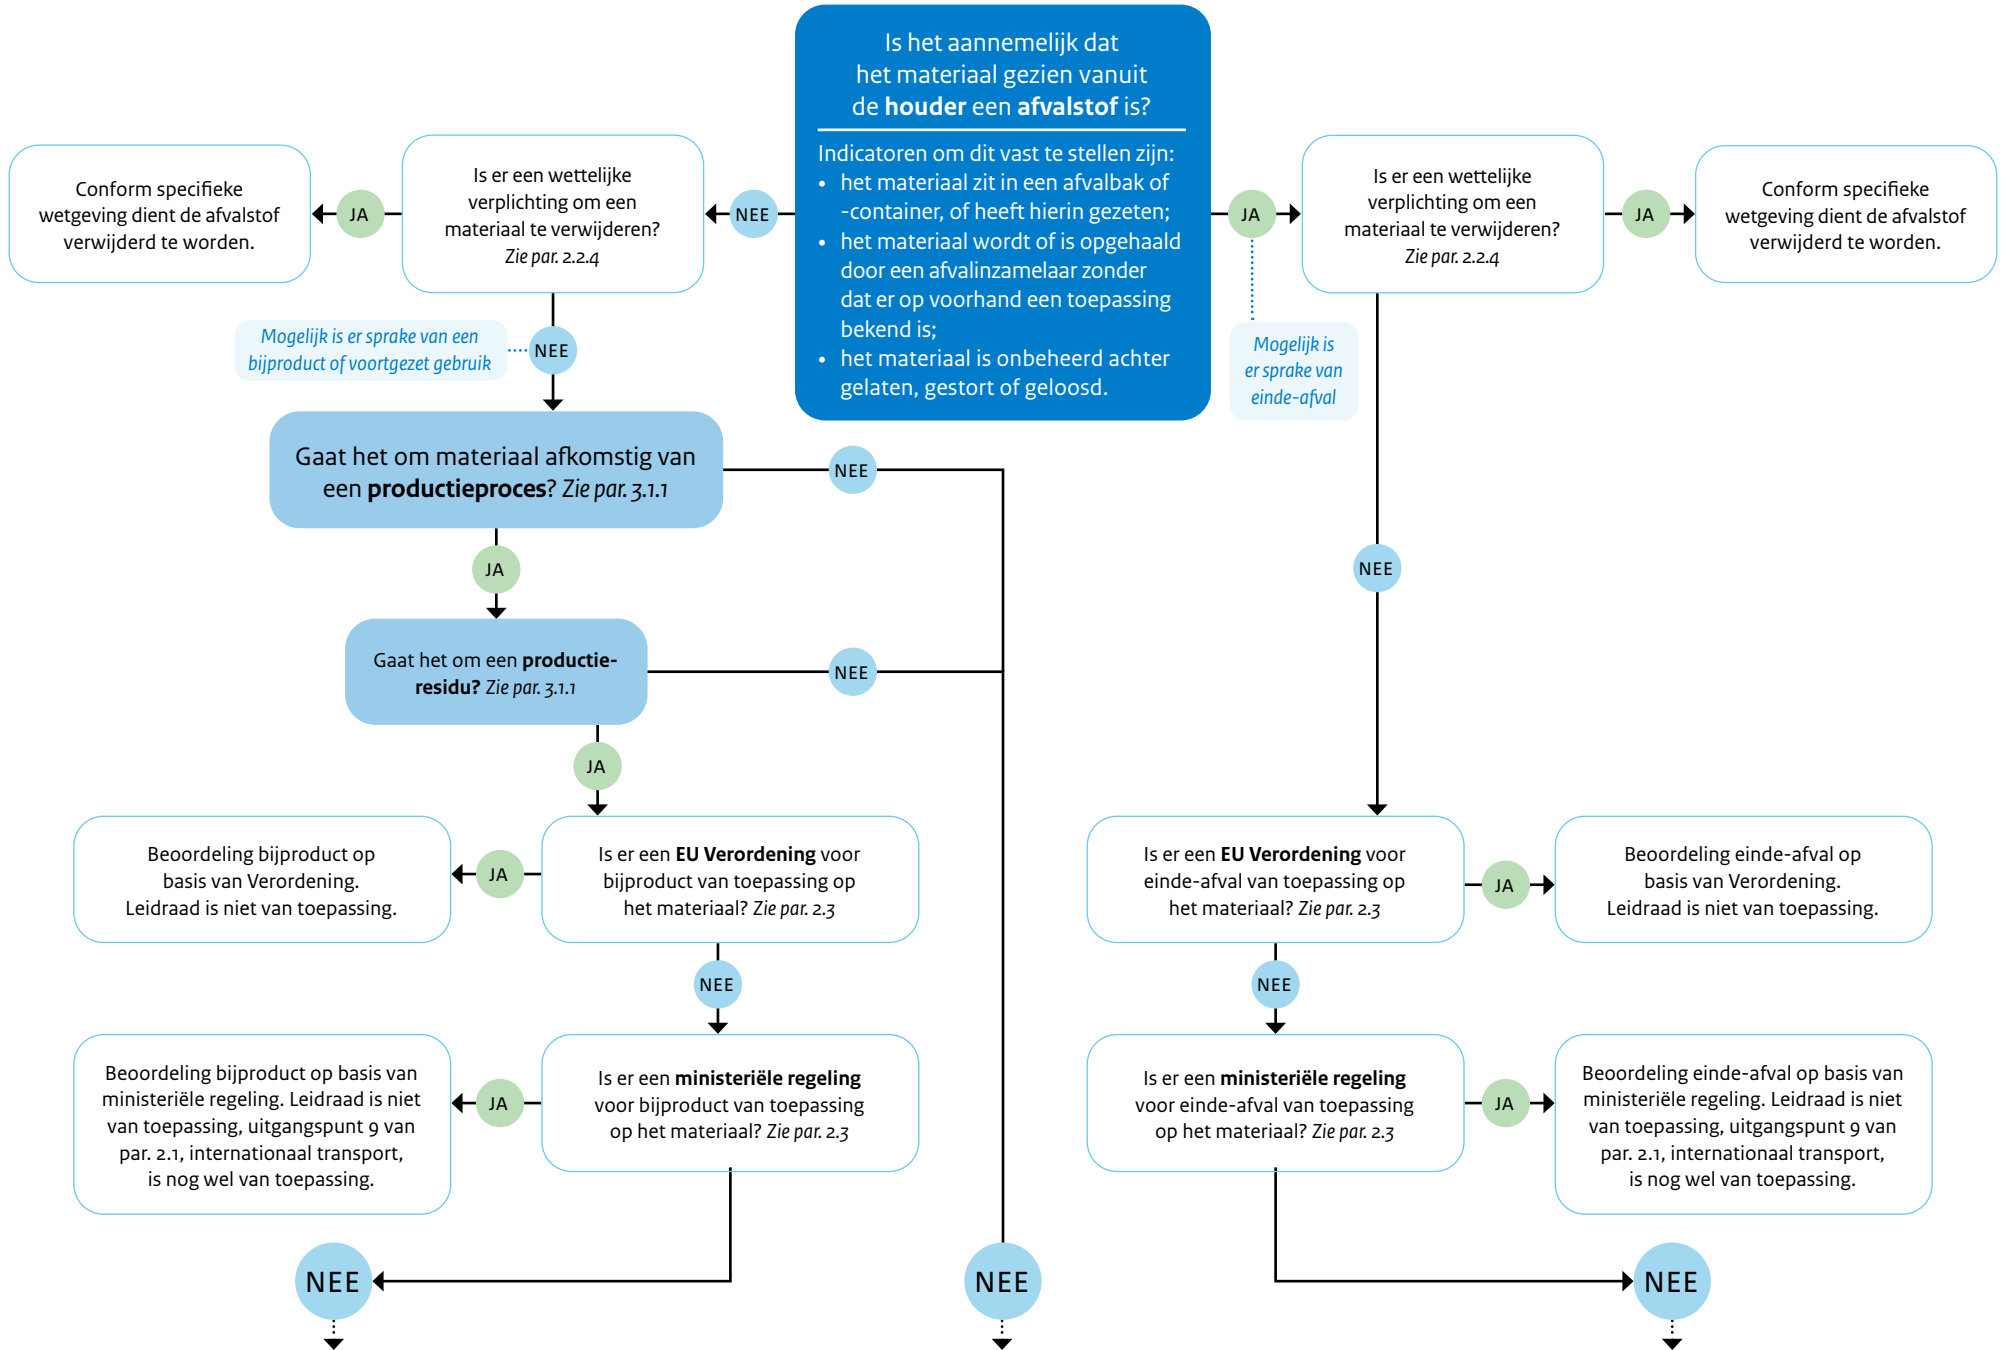 Is het aannemelijk dat
het materiaal gezien vanuit
de houder een afvalstof is?
Indicatoren om dit vast te stellen zijn:
• het materiaal zit in een afvalbak of
-container, of heeft hierin gezeten;
• het materiaal wordt of is opgehaald
door een afvalinzamelaar zonder
dat er op voorhand een toepassing
bekend is;
• het materiaal is onbeheerd achter
gelaten, gestort of geloosd.
NEE
Is er een wettelijke
verplichting om een
materiaal te verwijderen?
Zie par. 2.2.4
JA
Conform specifieke
wetgeving dient de afvalstof
verwijderd te worden.
JA
Mogelijk is
er sprake van
einde-afval
Is er een wettelijke
verplichting om een
materiaal te verwijderen?
Zie par. 2.2.4
JA
Conform specifieke
wetgeving dient de afvalstof
verwijderd te worden.
Mogelijk is er sprake van een
bijproduct of voortgezet gebruik
NEE
Gaat het om materiaal afkomstig van
een productieproces? Zie par. 3.1.1
NEE
JA
Gaat het om een productie-
residu? Zie par. 3.1.1
NEE
JA
NEE
Is er een EU Verordening voor
bijproduct van toepassing op
het materiaal? Zie par. 2.3
JA
Beoordeling bijproduct op
basis van Verordening.
Leidraad is niet van toepassing.
NEE
Is er een ministeriële regeling
voor bijproduct van toepassing
op het materiaal? Zie par. 2.3
JA
Beoordeling bijproduct op basis van
ministeriële regeling. Leidraad is niet
van toepassing, uitgangspunt 9 van
par. 2.1, internationaal transport,
is nog wel van toepassing.
Is er een EU Verordening voor
einde-afval van toepassing op
het materiaal? Zie par. 2.3
JA
Beoordeling einde-afval op
basis van Verordening.
Leidraad is niet van toepassing.
NEE
Is er een ministeriële regeling
voor einde-afval van toepassing
op het materiaal? Zie par. 2.3
JA
Beoordeling einde-afval op basis van
ministeriële regeling. Leidraad is niet
van toepassing, uitgangspunt 9 van
par. 2.1, internationaal transport,
is nog wel van toepassing.
NEE
NEE
NEE